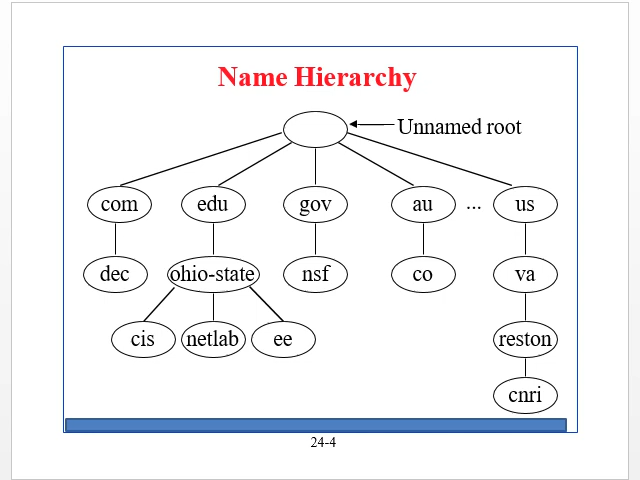 Name Hierarchy
Unnamed root
com edu gov au ... us
dec ohio-state nsf co va
cis netlab ee reston
cnri
24-4